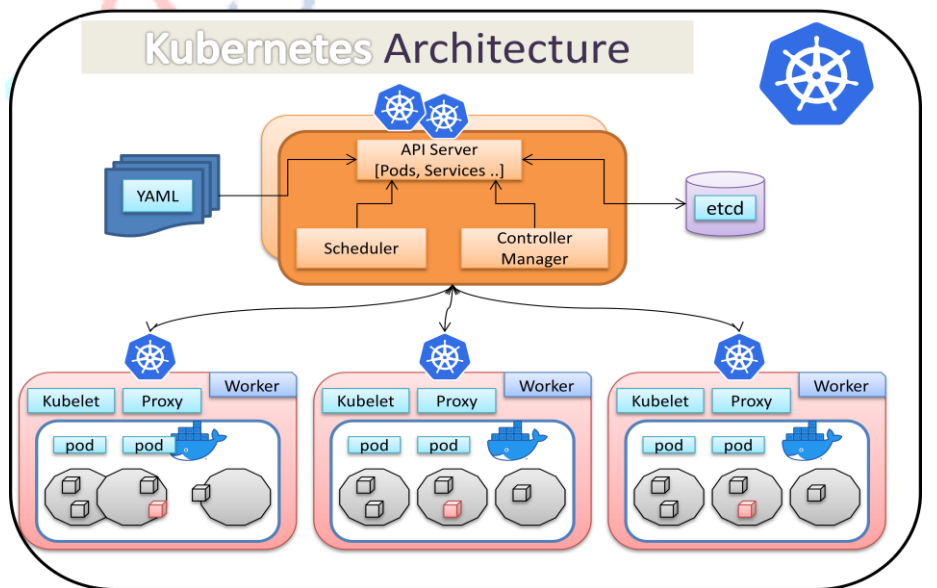 Kubernetes Architecture
API Server
[Pods, Services ..]
YAML
etcd
Scheduler
Controller
Manager
Worker
Kubelet
Proxy
pod
pod
Worker
Kubelet
Proxy
pod
pod
Worker
Kubelet
Proxy
pod
pod